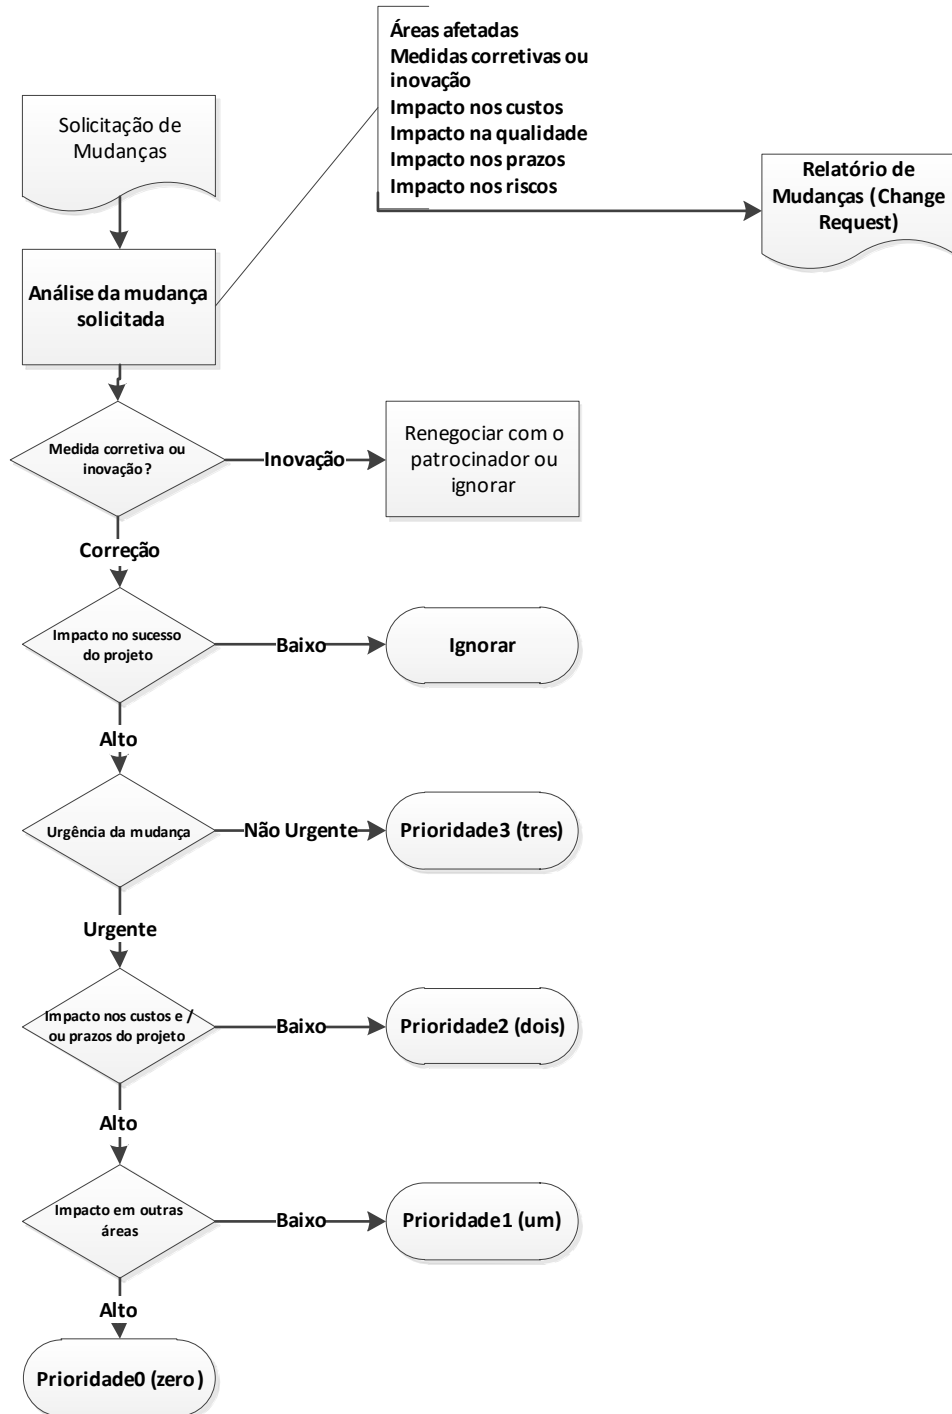 Áreas afetadas
Medidas corretivas ou
inovação
Impacto nos custos
Impacto na qualidade
Impacto nos prazos
Impacto nos riscos
Solicitação de
Mudanças
Relatório de
Mudanças (Change
Request)
Análise da mudança
solicitada
Medida corretiva ou
inovação?
Inovação
Renegociar com o
patrocinador ou
ignorar
Correção
Impacto no sucesso
do projeto
Baixo
Ignorar
Alto
Urgência da mudança
Não Urgente
Prioridade3 (tres)
Urgente
Impacto nos custos e /
ou prazos do projeto
Baixo
Prioridade2 (dois)
Alto
Impacto em outras
áreas
Baixo
Prioridade1 (um)
Alto
Prioridade0 (zero)